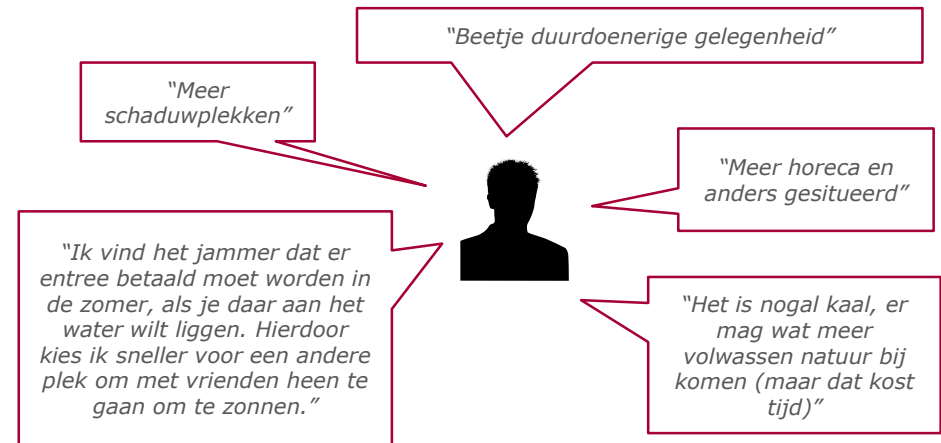 “Beetje duurdoenerige gelegenheid”
“Meer
schaduwplekken”
“Meer horeca en
anders gesitueerd”
“Ik vind het jammer dat er
entree betaald moet worden in
de zomer, als je daar aan het
water wilt liggen. Hierdoor
kies ik sneller voor een andere
plek om met vrienden heen te
gaan om te zonnen.”
“Het is nogal kaal, er
mag wat meer
volwassen natuur bij
komen (maar dat kost
tijd)”